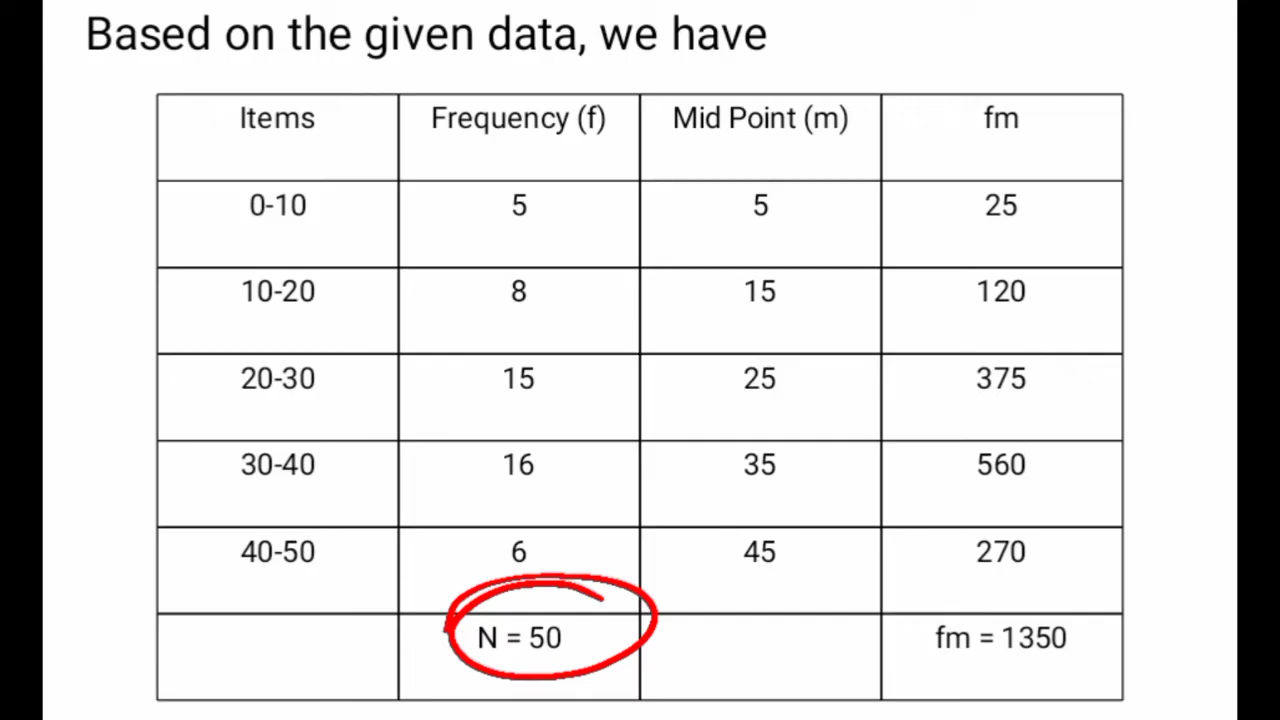 Based on the given data, we have
Items Frequency (f) Mid Point (m) fm
0-10 5 5 25
10-20 8 15 120
20-30 15 25 375
30-40 16 35 560
40-50 6 45 270
N = 50 fm = 1350